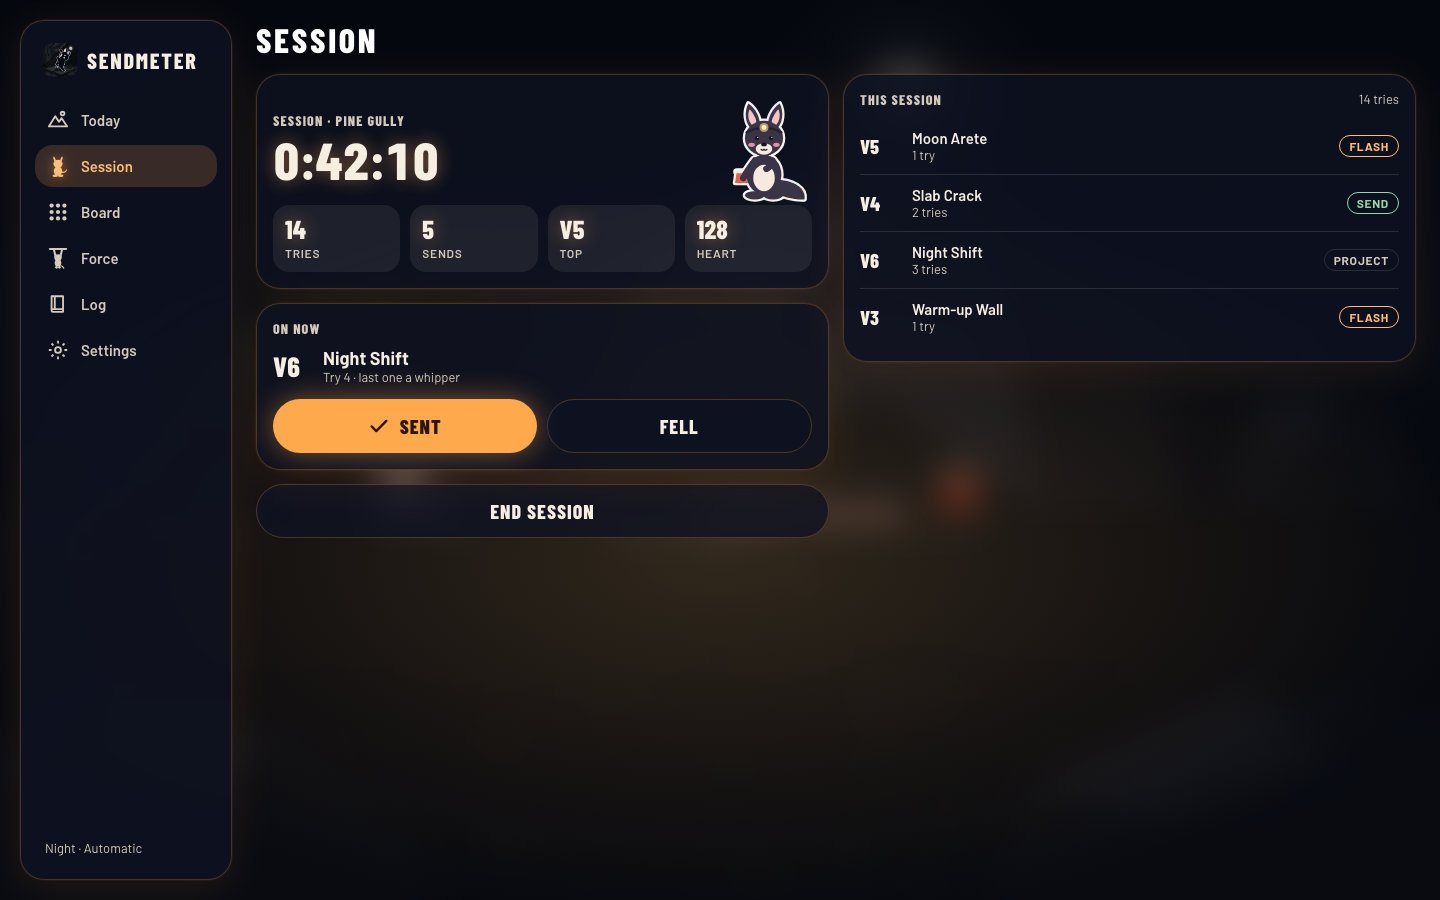 SENDMETER
Today
Session
Board
Force
Log
Settings
Night · Automatic
SESSION
SESSION · PINE GULLY
0:42:10
14
TRIES
5
SENDS
V5
TOP
128
HEART
ON NOW
V6
Night Shift
Try 4 · last one a whipper
SENT
FELL
END SESSION
THIS SESSION
14 tries
V5
Moon Arete
1 try
FLASH
V4
Slab Crack
2 tries
SEND
V6
Night Shift
3 tries
PROJECT
V3
Warm-up Wall
1 try
FLASH